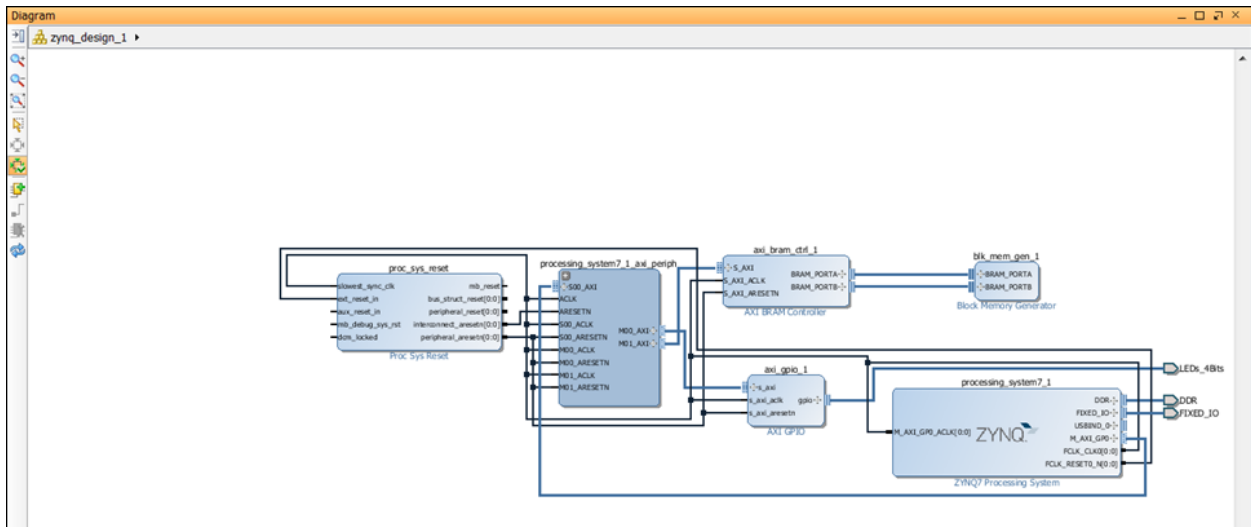 Diagram
zynq_design_1
proc_sys_reset
slowest_sync_clk
ext_reset_in
aux_reset_in
mb_debug_sys_rst
dcm_locked
mb_reset
bus_struct_reset[0:0]
peripheral_reset[0:0]
interconnect_aresetn[0:0]
peripheral_aresetn[0:0]
Proc Sys Reset
processing_system7_1_axi_periph
S00_AXI
ACLK
ARESETN
S00_ACLK
S00_ARESETN
M00_ACLK
M00_ARESETN
M01_ACLK
M01_ARESETN
M00_AXI
M01_AXI
axi_bram_ctrl_1
S_AXI
S_AXI_ACLK
S_AXI_ARESETN
BRAM_PORTA
BRAM_PORTB
AXI BRAM Controller
blk_mem_gen_1
BRAM_PORTA
BRAM_PORTB
Block Memory Generator
axi_gpio_1
s_axi
s_axi_aclk
s_axi_aresetn
gpio
AXI GPIO
processing_system7_1
M_AXI_GP0_ACLK[0:0]
ZYNQ
DDR
FIXED_IO
USBIND_0
M_AXI_GP0
FCLK_CLK0[0:0]
FCLK_RESET0_N[0:0]
ZYNQ7 Processing System
LEDs_4Bits
DDR
FIXED_IO